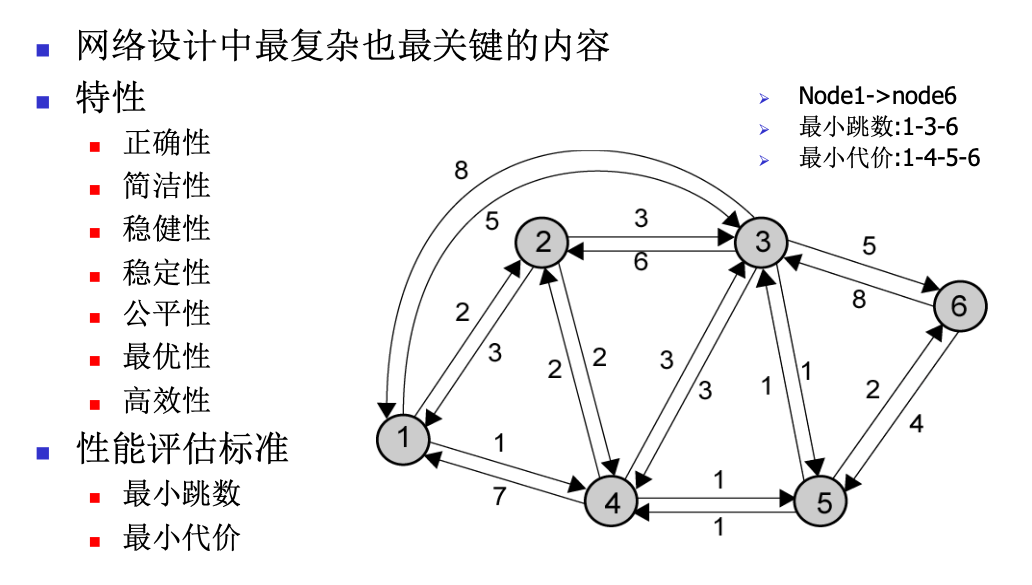 网络设计中最复杂也最关键的内容
特性
正确性
简洁性
稳健性
稳定性
公平性
最优性
高效性
性能评估标准
最小跳数
最小代价
Node1->node6
最小跳数:1-3-6
最小代价:1-4-5-6
8
5
3
2
3
6
5
8
6
2
3
2
2
3
3
1
1
2
4
1
1
7
4
1
1
5